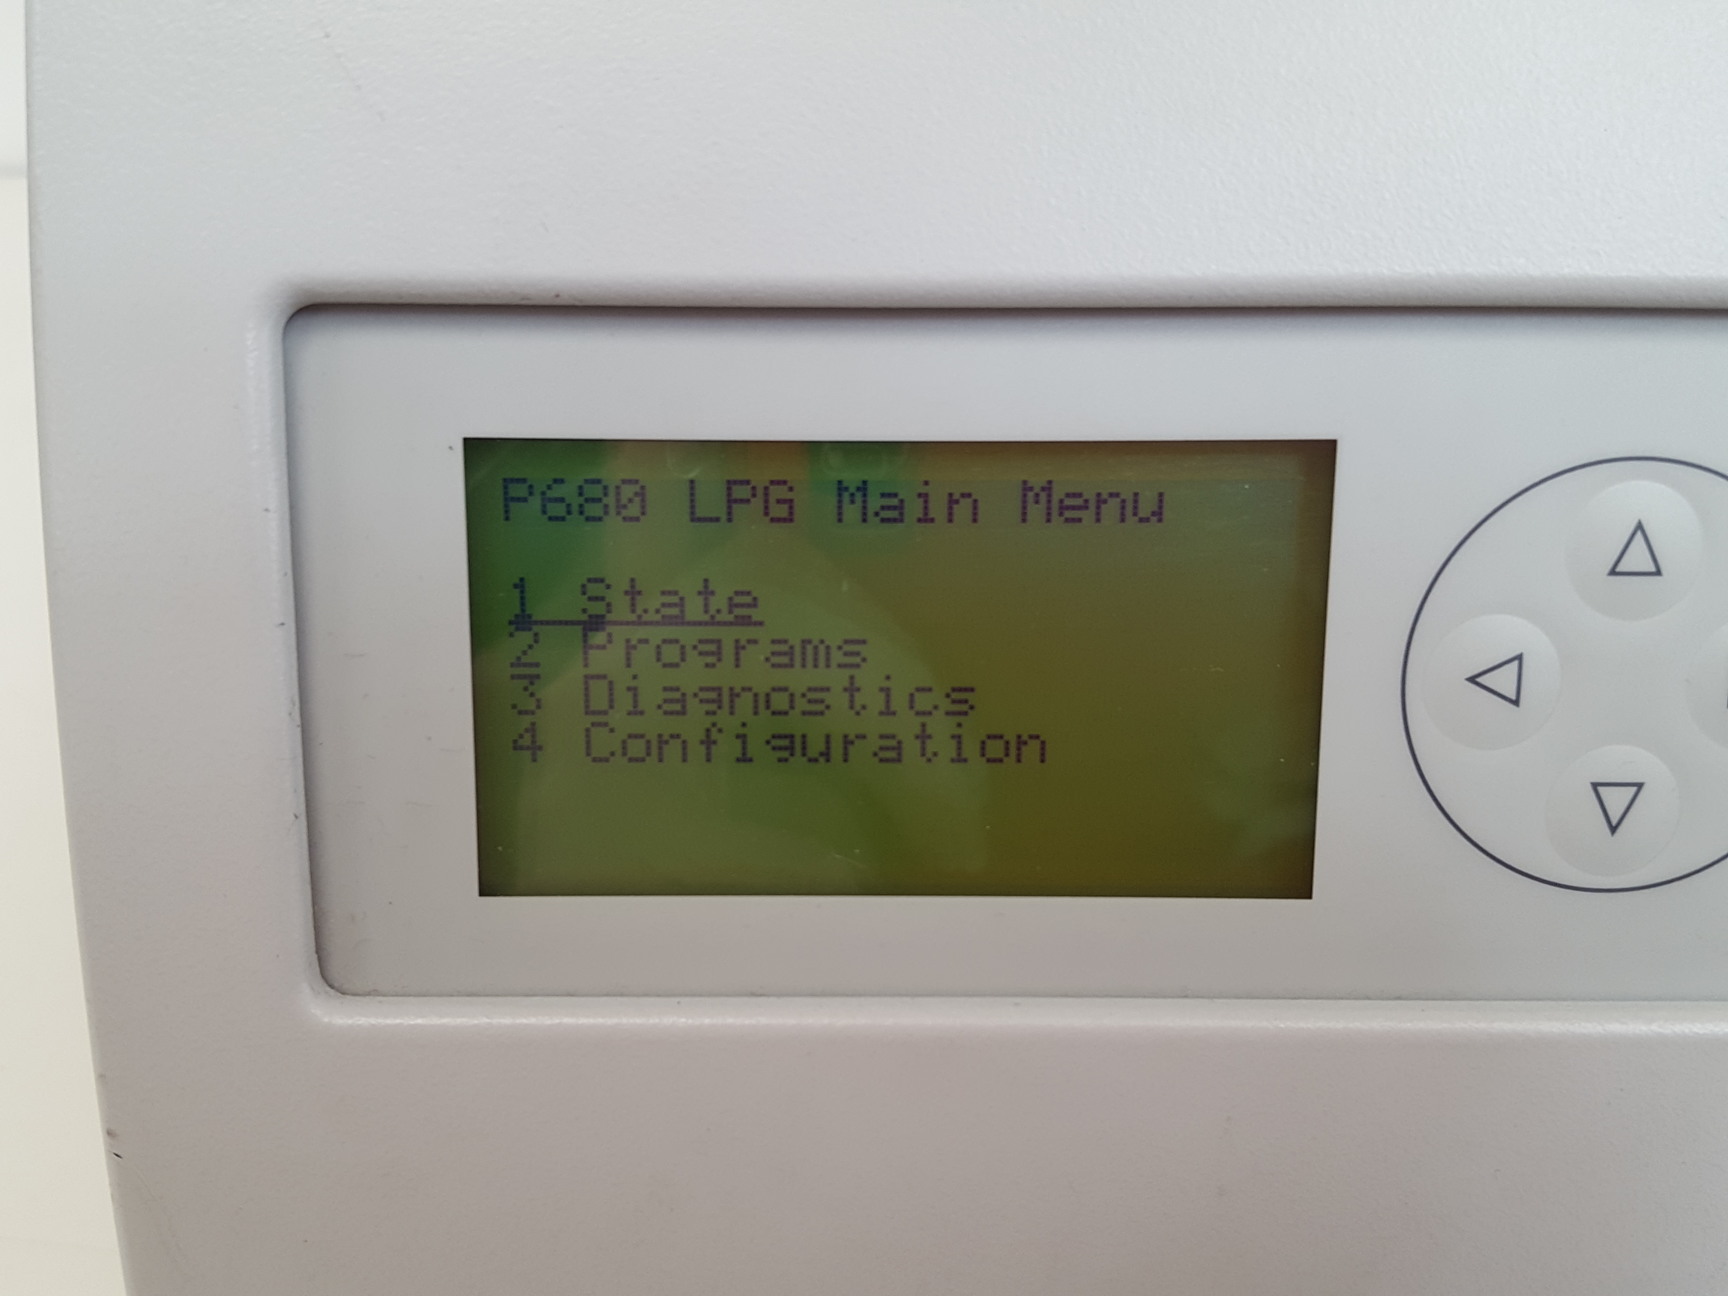 P680 LPG Main Menu
1 State
2 Programs
3 Diagnostics
4 Configuration